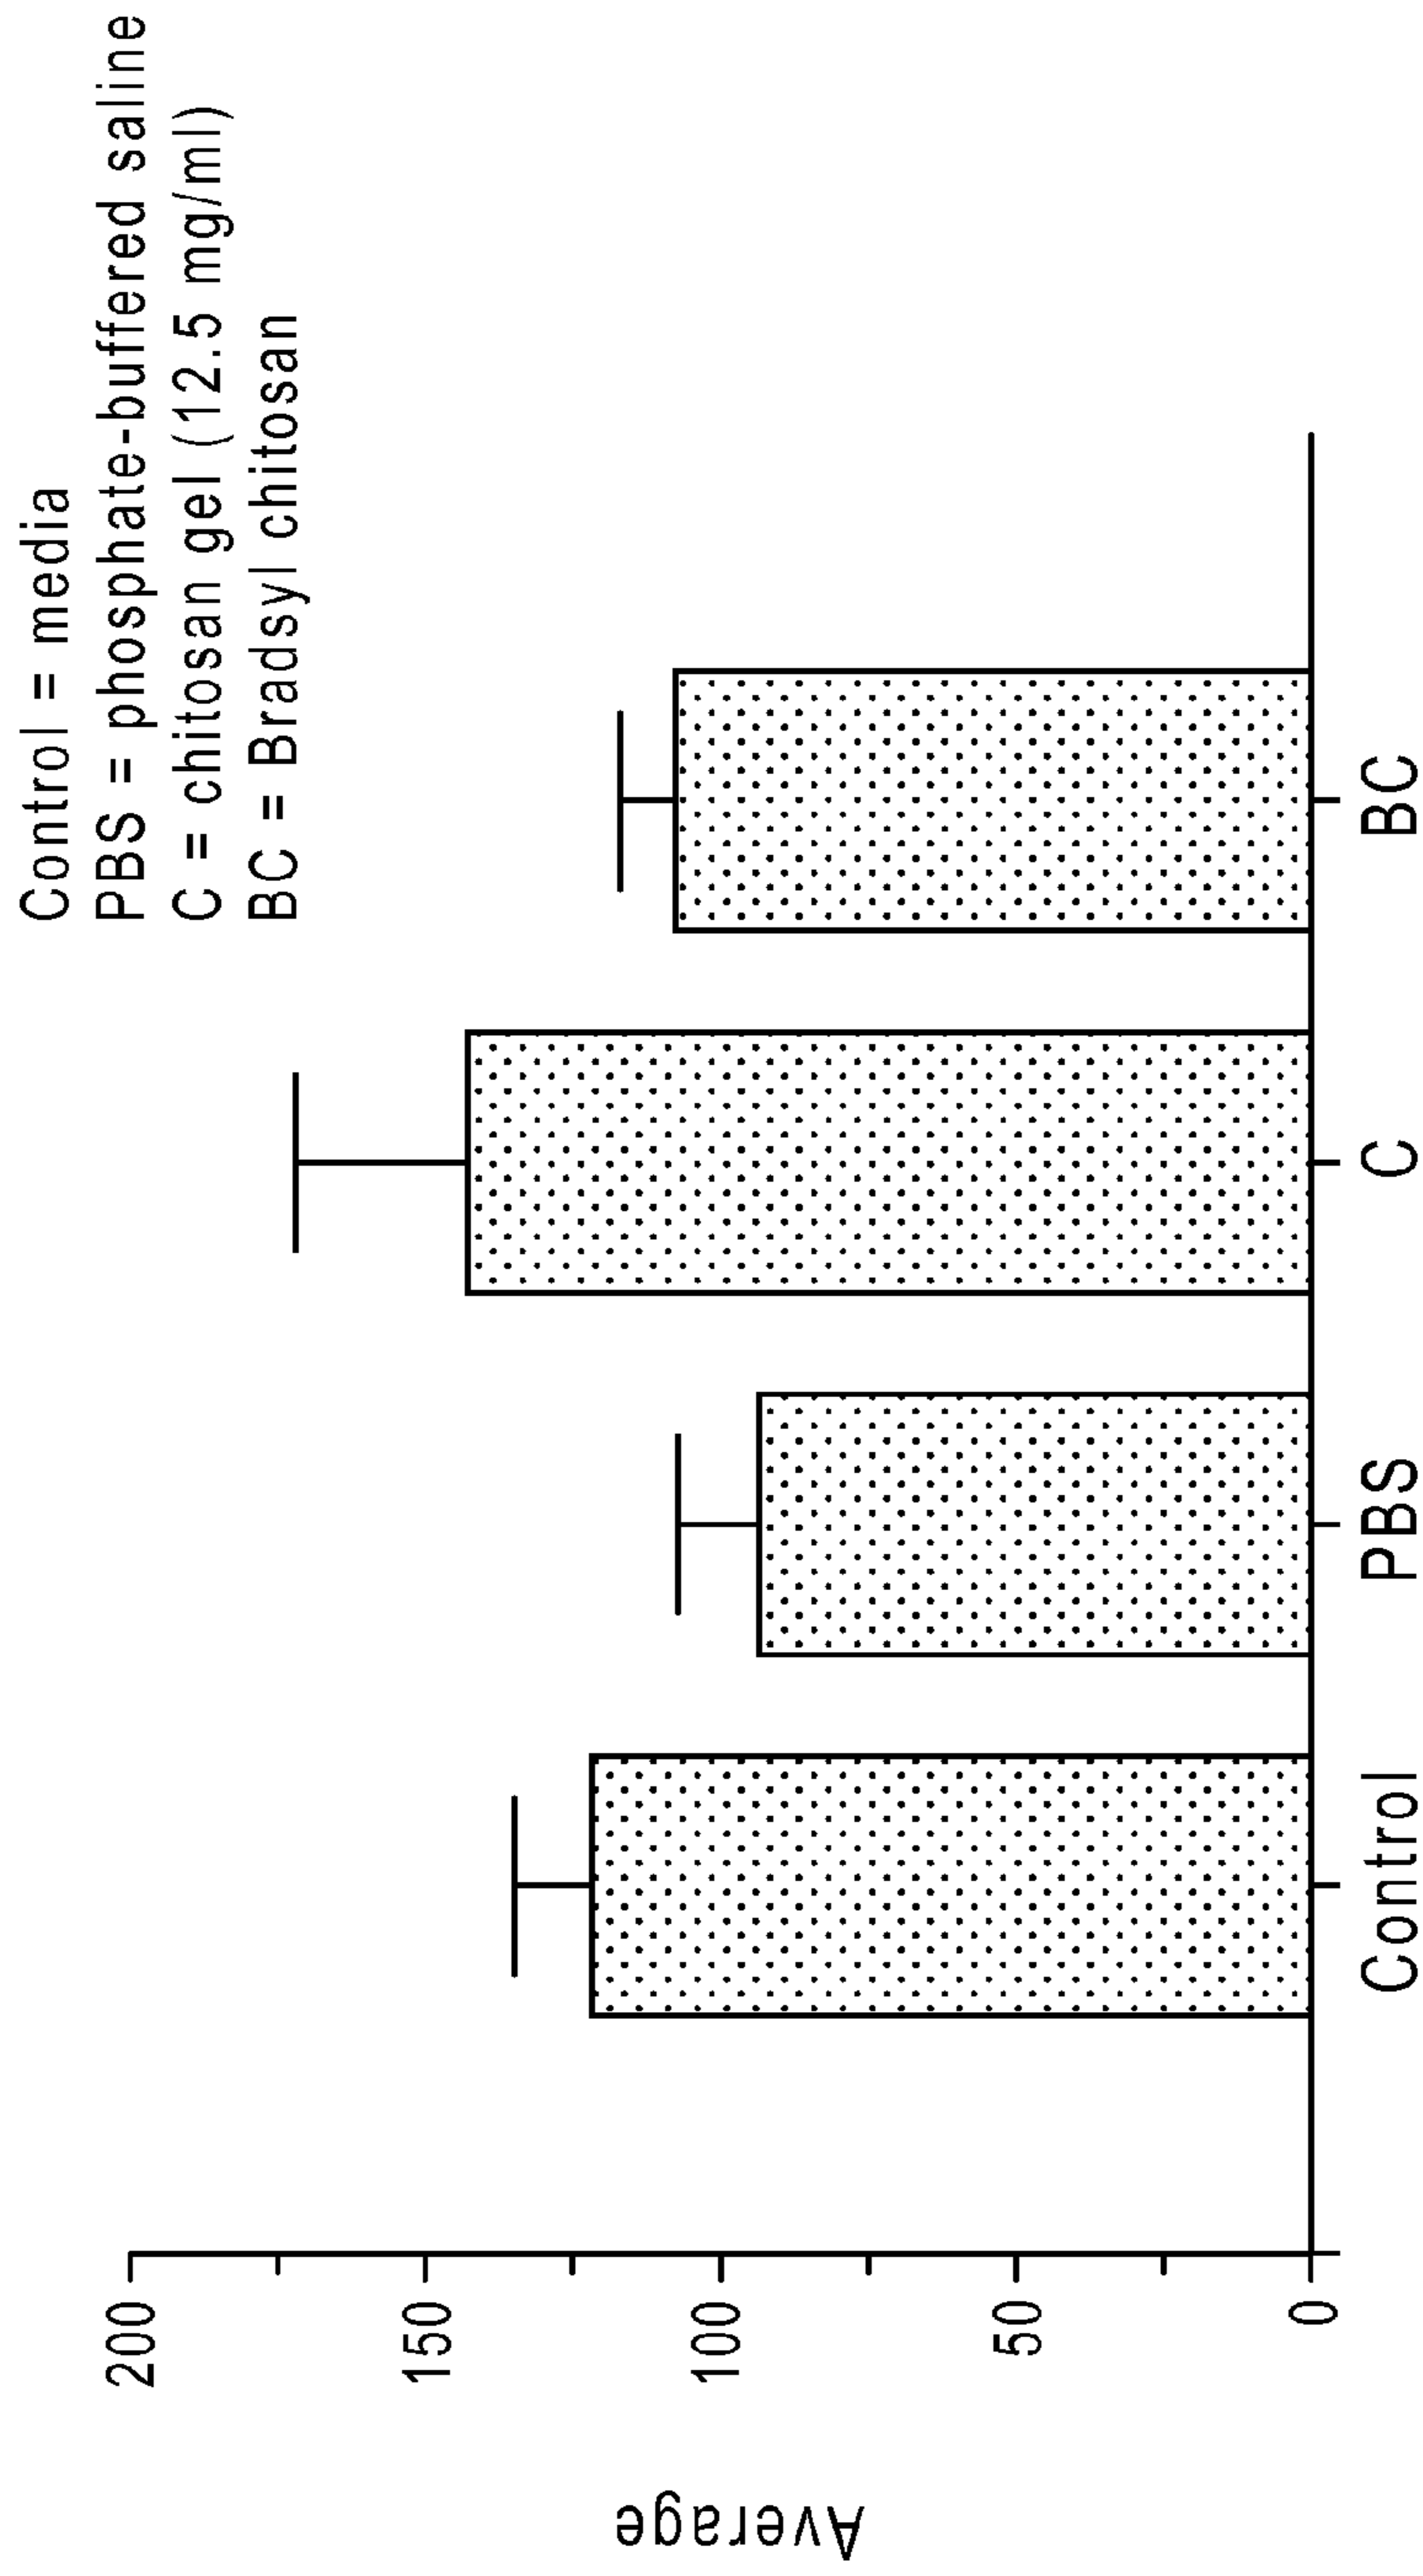 Control = media
PBS = phosphate-buffered saline
C = chitosan gel (12.5 mg/ml)
BC = Bradsyl chitosan
200
150
100
50
0
Average
Control
PBS
C
BC